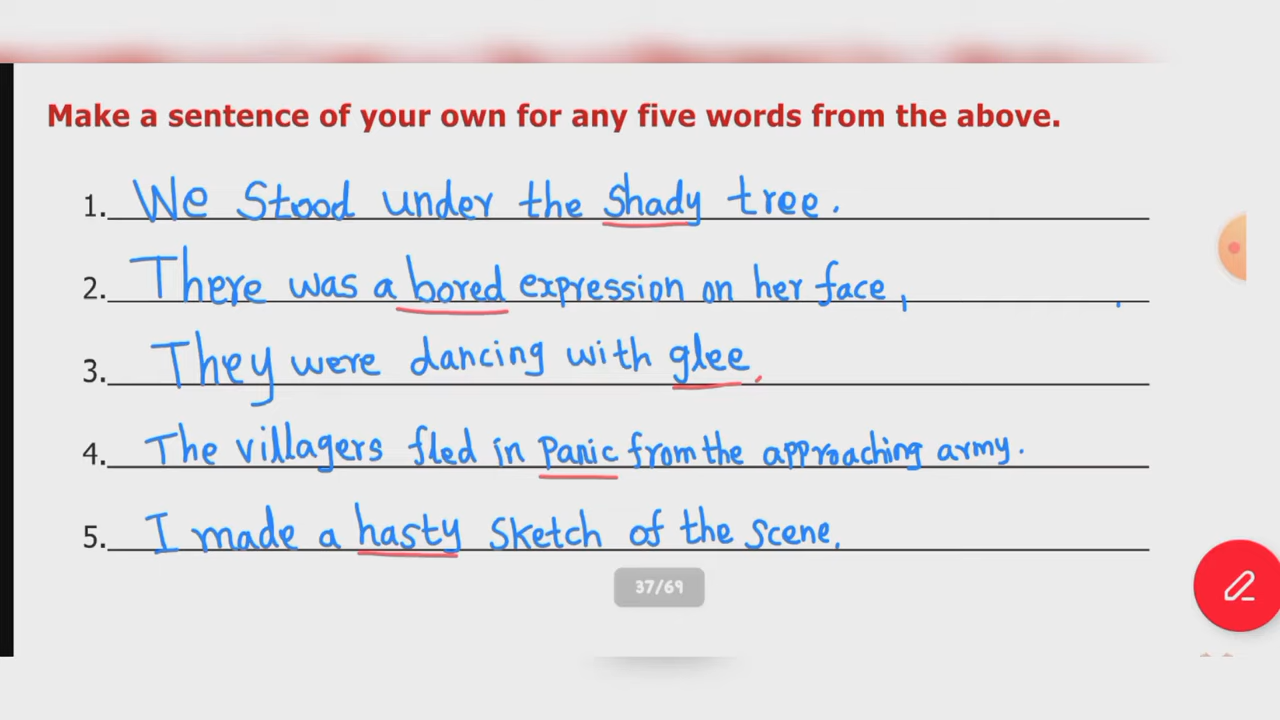 Make a sentence of your own for any five words from the above.
1. We Stood under the shady tree.
2. There was a bored expression on her face,
3. They were dancing with glee.
4. The villagers fled in panic from the approaching army.
5. I made a hasty sketch of the scene.
37/69